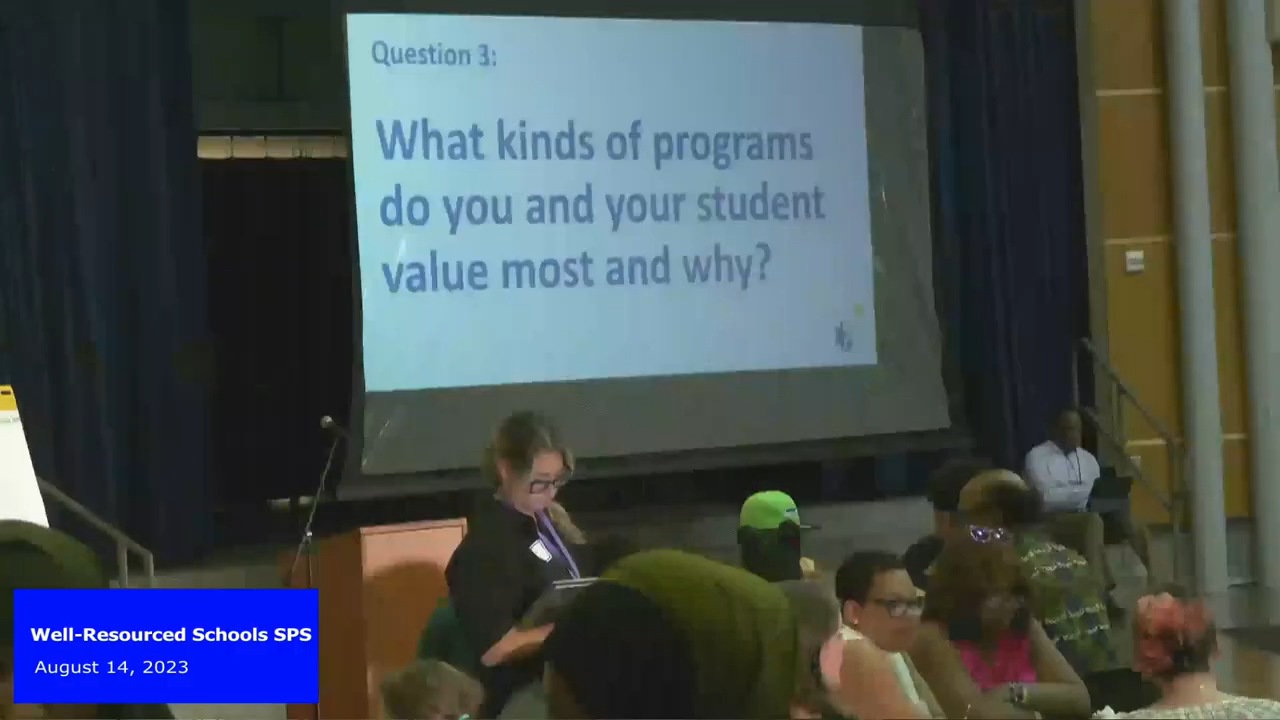 Question 3:
What kinds of programs
do you and your student
value most and why?
Well-Resourced Schools SPS
August 14, 2023